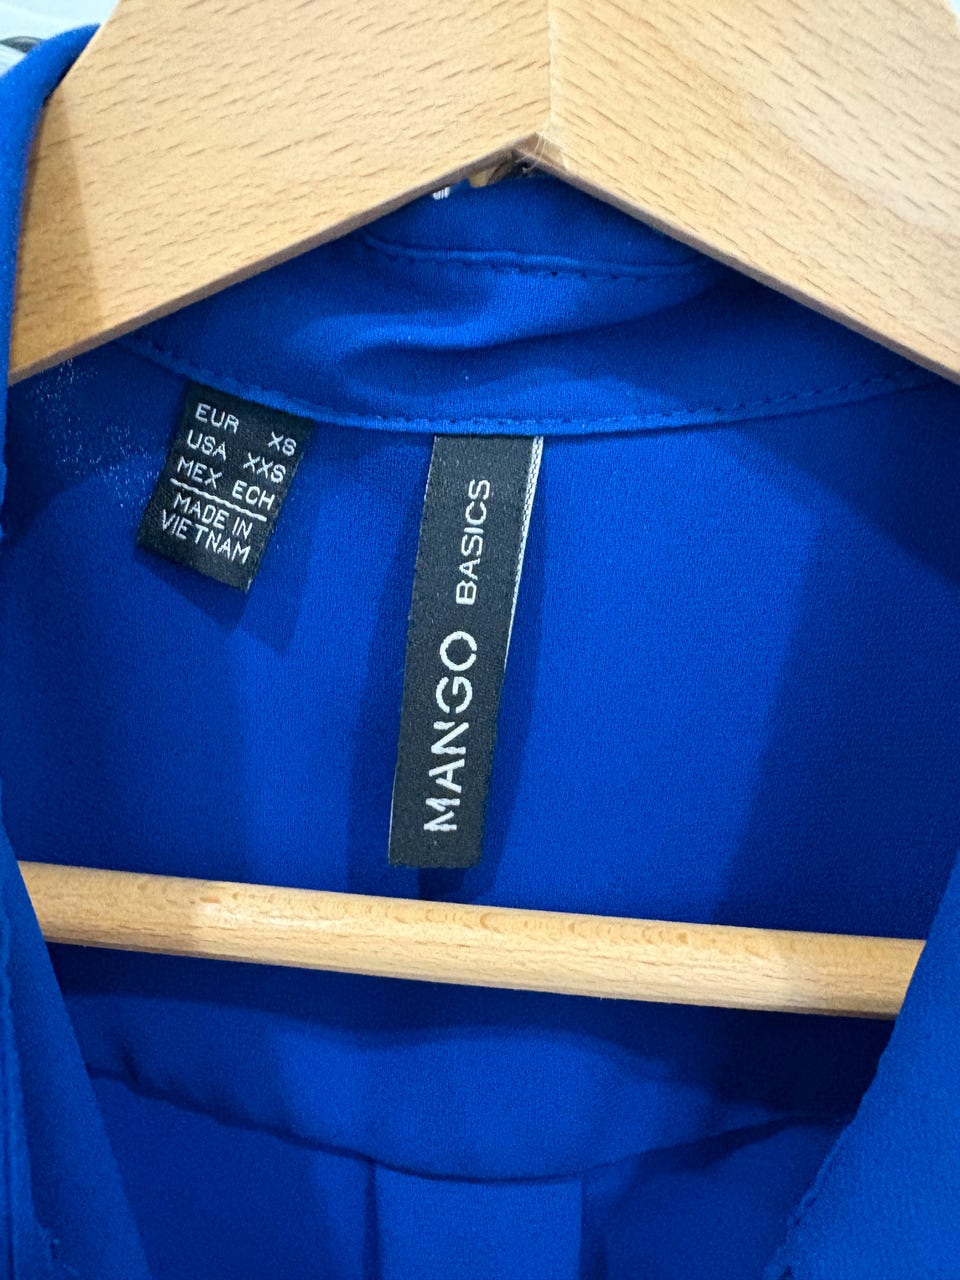 EUR XS
USA XXS
MEX ECH
MADE IN
VIETNAM
MANGO BASICS